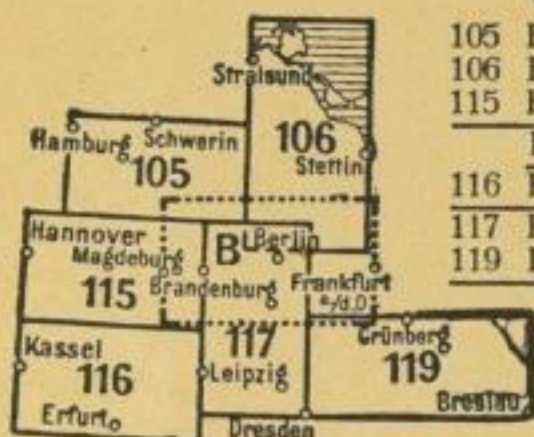 105
106
115
116
117
119
Stralsund
Hamburg
Schwerin
105
106
Stettin
Hannover
Magdeburg
115
BL
Berlin
Brandenburg
Frankfurt
a/d.O
Kassel
116
Erfurt
117
Leipzig
Dresden
Grünberg
119
Breslau